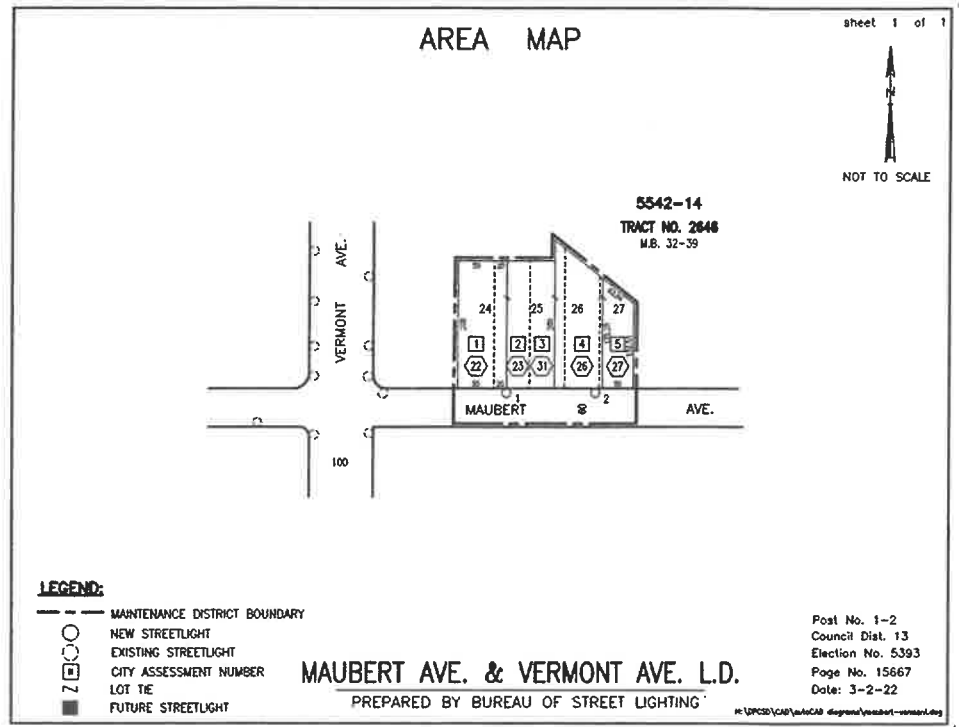 sheet 1 of 1
AREA MAP
N
NOT TO SCALE
5542-14
TRACT NO. 2646
M.B. 32-39
VERMONT AVE.
24 25 26 27
1 2 3 4 5
22 23 31 26 27
1 2
MAUBERT 60 AVE.
100
LEGEND:
MAINTENANCE DISTRICT BOUNDARY
NEW STREETLIGHT
EXISTING STREETLIGHT
CITY ASSESSMENT NUMBER
Z LOT TIE
FUTURE STREETLIGHT
MAUBERT AVE. & VERMONT AVE. L.D.
PREPARED BY BUREAU OF STREET LIGHTING
Post No. 1-2
Council Dist. 13
Election No. 5393
Page No. 15667
Date: 3-2-22